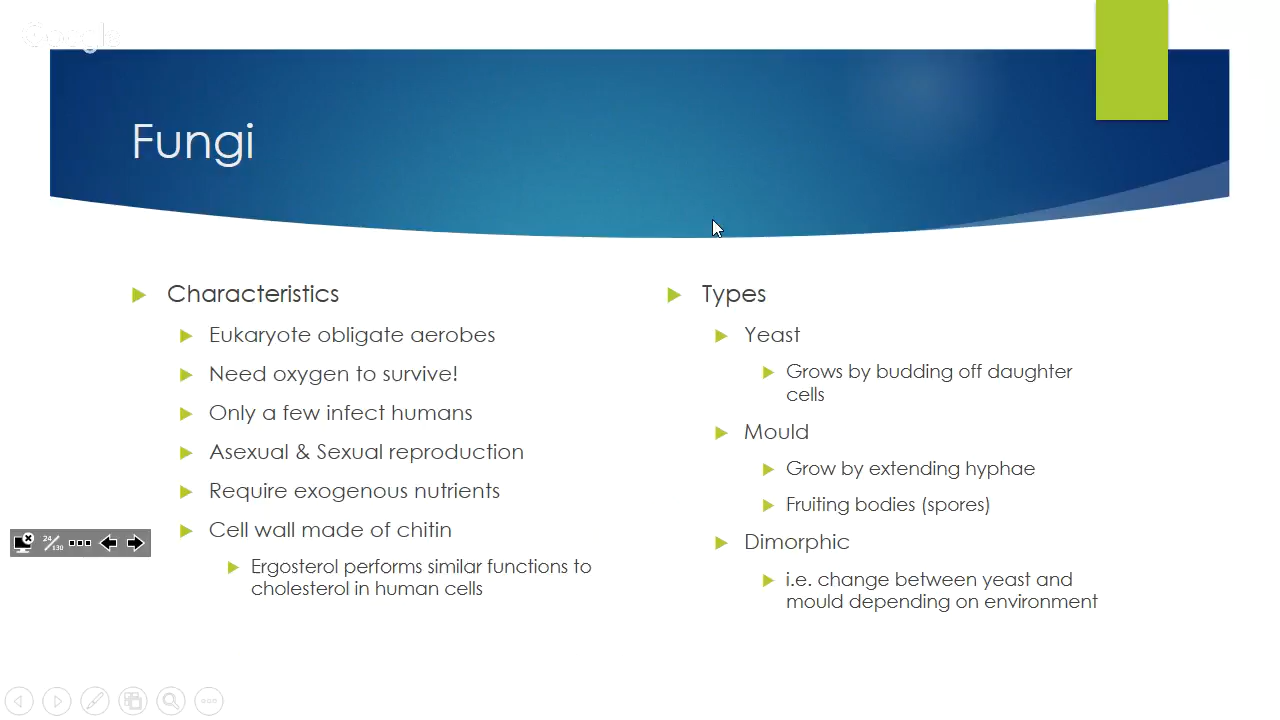 Google
Fungi
Characteristics
Eukaryote obligate aerobes
Need oxygen to survive!
Only a few infect humans
Asexual & Sexual reproduction
Require exogenous nutrients
Cell wall made of chitin
Ergosterol performs similar functions to
cholesterol in human cells
Types
Yeast
Grows by budding off daughter
cells
Mould
Grow by extending hyphae
Fruiting bodies (spores)
Dimorphic
i.e. change between yeast and
mould depending on environment
24/130